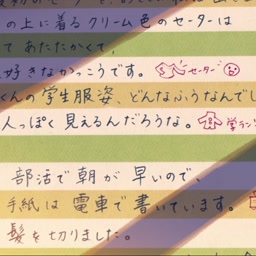 の上に着るクリーム色のセーターは
て あたたかくて、
好きなかっこうです。 セーター
くんの学生服姿、どんなふうなんでし
人っぽく見えるんだろうな。 学ラン
部活で朝が早いので、
手紙は電車で書いています。
髪を切りました。